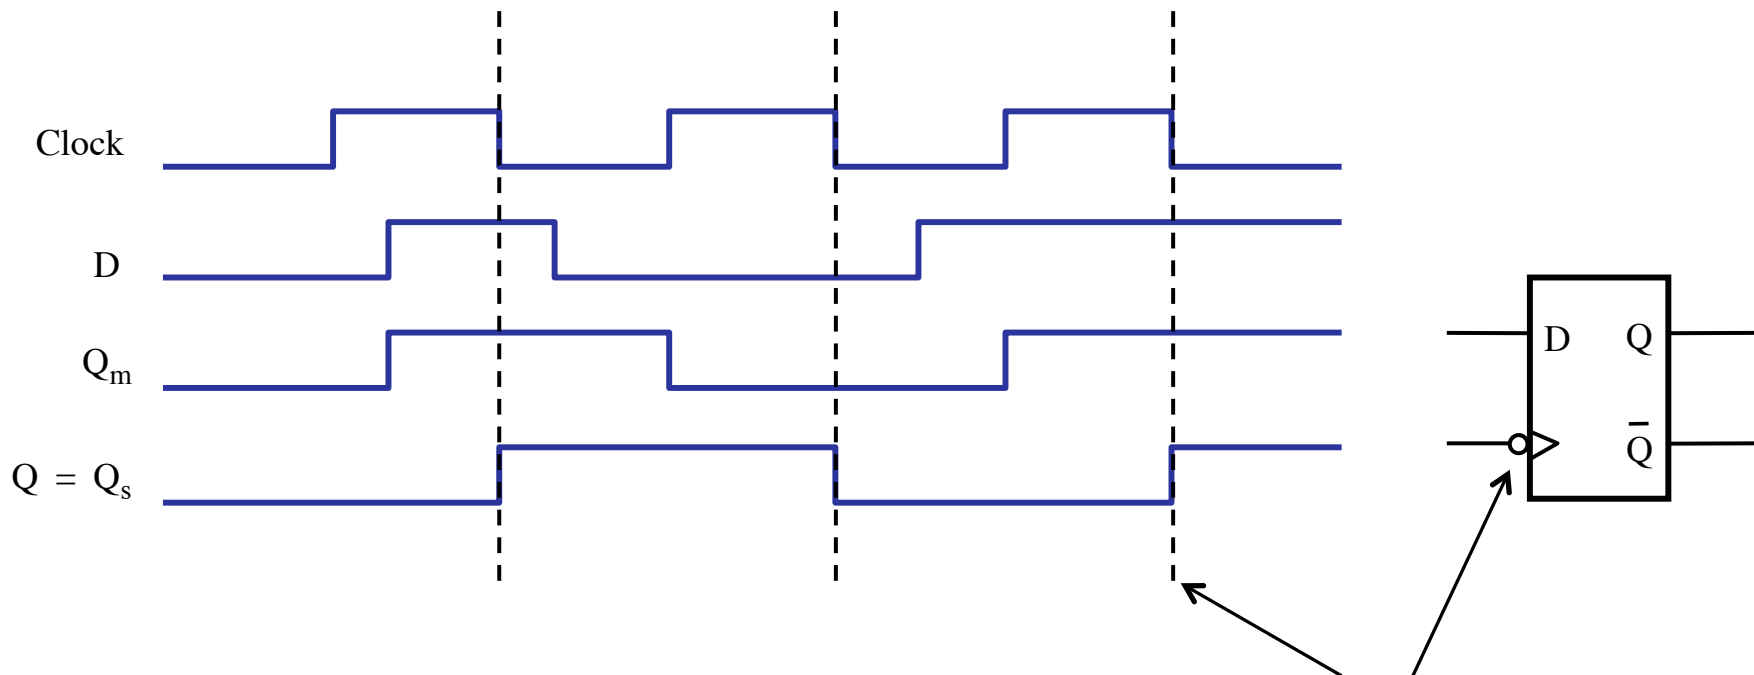 Clock
D
Qm
Q = Qs
D Q
Q̅